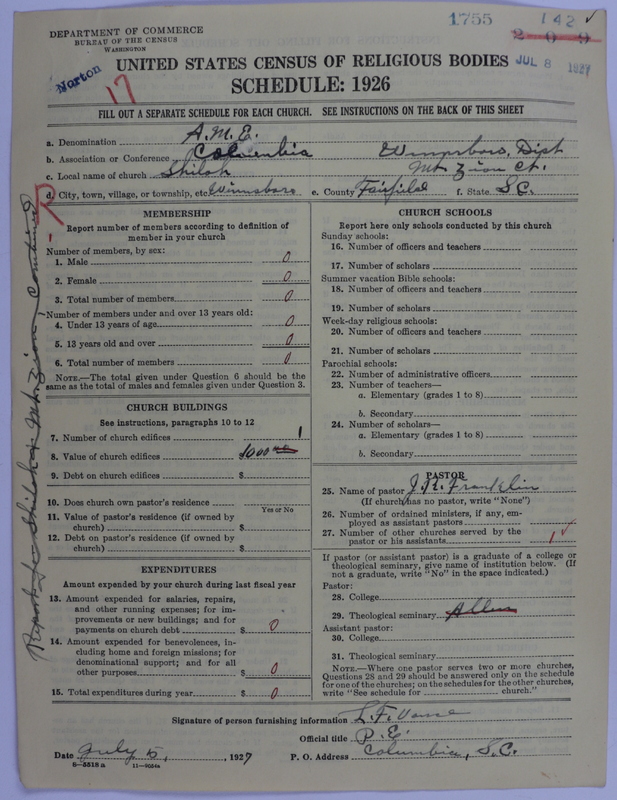 1755
142 ✓
209
DEPARTMENT OF COMMERCE
BUREAU OF THE CENSUS
WASHINGTON
Norton
17
JUL 8 1927
UNITED STATES CENSUS OF RELIGIOUS BODIES
SCHEDULE: 1926
FILL OUT A SEPARATE SCHEDULE FOR EACH CHURCH. SEE INSTRUCTIONS ON THE BACK OF THIS SHEET
a. Denomination A.M.E.
b. Association or Conference Columbia Winnsboro, Dist
c. Local name of church Shiloh Mt. Zion Ct.
d. City, town, village, or township, etc. Winnsboro e. County Fairfield f. State S.C.
Report for Shiloh & Mt. Zion, Combined
MEMBERSHIP
Report number of members according to definition of
member in your church
Number of members, by sex:
1. Male 0
2. Female 0
3. Total number of members 0
Number of members under and over 13 years old:
4. Under 13 years of age 0
5. 13 years old and over 0
6. Total number of members 0
NOTE.—The total given under Question 6 should be the
same as the total of males and females given under Question 3.
CHURCH BUILDINGS
See instructions, paragraphs 10 to 12
7. Number of church edifices 1
8. Value of church edifices $1000
9. Debt on church edifices $
10. Does church own pastor's residence
Yes or No
11. Value of pastor's residence (if owned by
church) $
12. Debt on pastor's residence (if owned by
church) $
EXPENDITURES
Amount expended by your church during last fiscal year
13. Amount expended for salaries, repairs,
and other running expenses; for im-
provements or new buildings; and for
payments on church debt $ 0
14. Amount expended for benevolences, in-
cluding home and foreign missions; for
denominational support; and for all
other purposes $ 0
15. Total expenditures during year $ 0
CHURCH SCHOOLS
Report here only schools conducted by this church
Sunday schools:
16. Number of officers and teachers
17. Number of scholars
Summer vacation Bible schools:
18. Number of officers and teachers
19. Number of scholars
Week-day religious schools:
20. Number of officers and teachers
21. Number of scholars
Parochial schools:
22. Number of administrative officers
23. Number of teachers—
a. Elementary (grades 1 to 8)
b. Secondary
24. Number of scholars—
a. Elementary (grades 1 to 8)
b. Secondary
PASTOR
25. Name of pastor J.R. Franklin
(If church has no pastor, write "None")
26. Number of ordained ministers, if any, em-
ployed as assistant pastors
27. Number of other churches served by the
pastor or his assistants 1 ✓
If pastor (or assistant pastor) is a graduate of a college or
theological seminary, give name of institution below. (If
not a graduate, write "No" in the space indicated.)
Pastor:
28. College
29. Theological seminary Allen
Assistant pastor:
30. College
31. Theological seminary
NOTE.—Where one pastor serves two or more churches,
Questions 28 and 29 should be answered only on the schedule
for one of the churches; on the schedules for the other churches,
write "See schedule for church."
Signature of person furnishing information L.F. Vance
Official title P.E.
Date July 5, 1927 P. O. Address Columbia, S.C.
8—5518 a 11—9054a